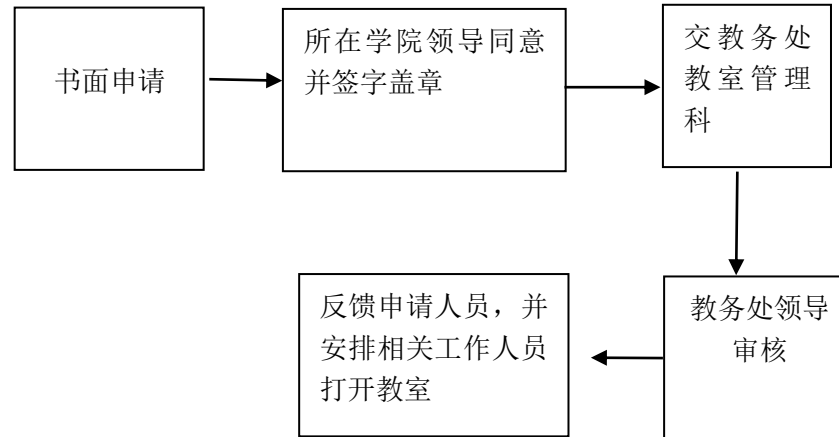 书面申请
所在学院领导同意
并签字盖章
交教务处
教室管理
科
教务处领导
审核
反馈申请人员，并
安排相关工作人员
打开教室